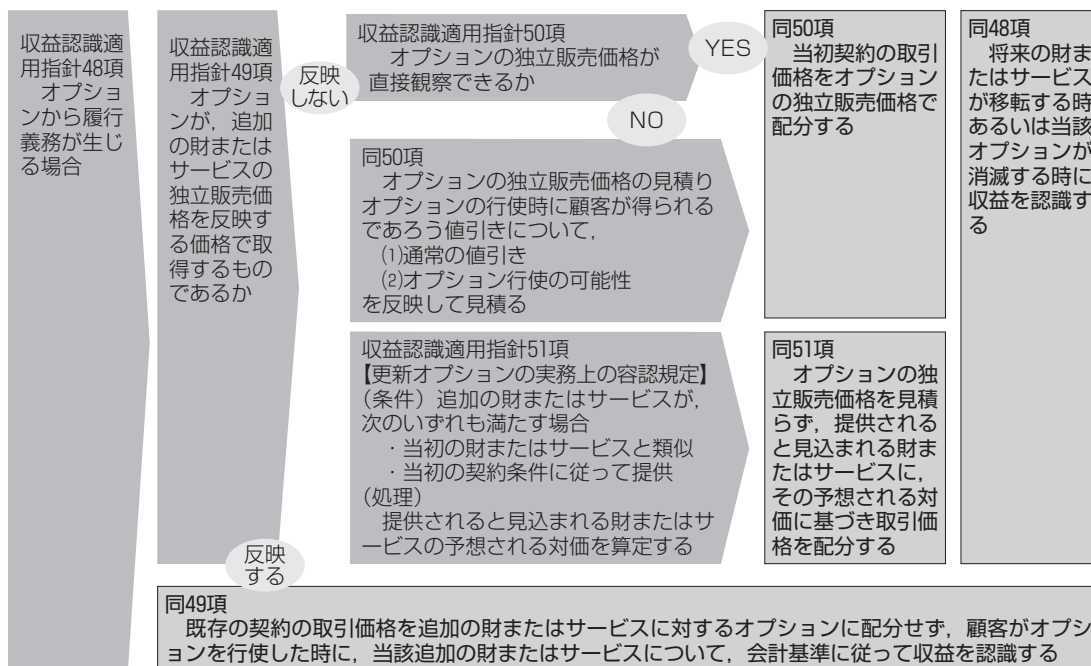 収益認識適
用指針48項
オプショ
ンから履行
義務が生じ
る場合
収益認識適
用指針49項
オプショ
ンが，追加
の財または
サービスの
独立販売価
格を反映す
る価格で取
得するもの
であるか
反映
しない
反映
する
収益認識適用指針50項
オプションの独立販売価格が
直接観察できるか
YES
NO
同50項
オプションの独立販売価格の見積り
オプションの行使時に顧客が得られる
であろう値引きについて，
⑴通常の値引き
⑵オプション行使の可能性
を反映して見積る
収益認識適用指針51項
【更新オプションの実務上の容認規定】
（条件）追加の財またはサービスが，
次のいずれも満たす場合
・当初の財またはサービスと類似
・当初の契約条件に従って提供
（処理）
提供されると見込まれる財またはサ
ービスの予想される対価を算定する
同50項
当初契約の取引
価格をオプション
の独立販売価格で
配分する
同51項
オプションの独
立販売価格を見積
らず，提供される
と見込まれる財ま
たはサービスに，
その予想される対
価に基づき取引価
格を配分する
同48項
将来の財ま
たはサービス
が移転する時
あるいは当該
オプションが
消滅する時に
収益を認識す
る
同49項
既存の契約の取引価格を追加の財またはサービスに対するオプションに配分せず，顧客がオプシ
ョンを行使した時に，当該追加の財またはサービスについて，会計基準に従って収益を認識する